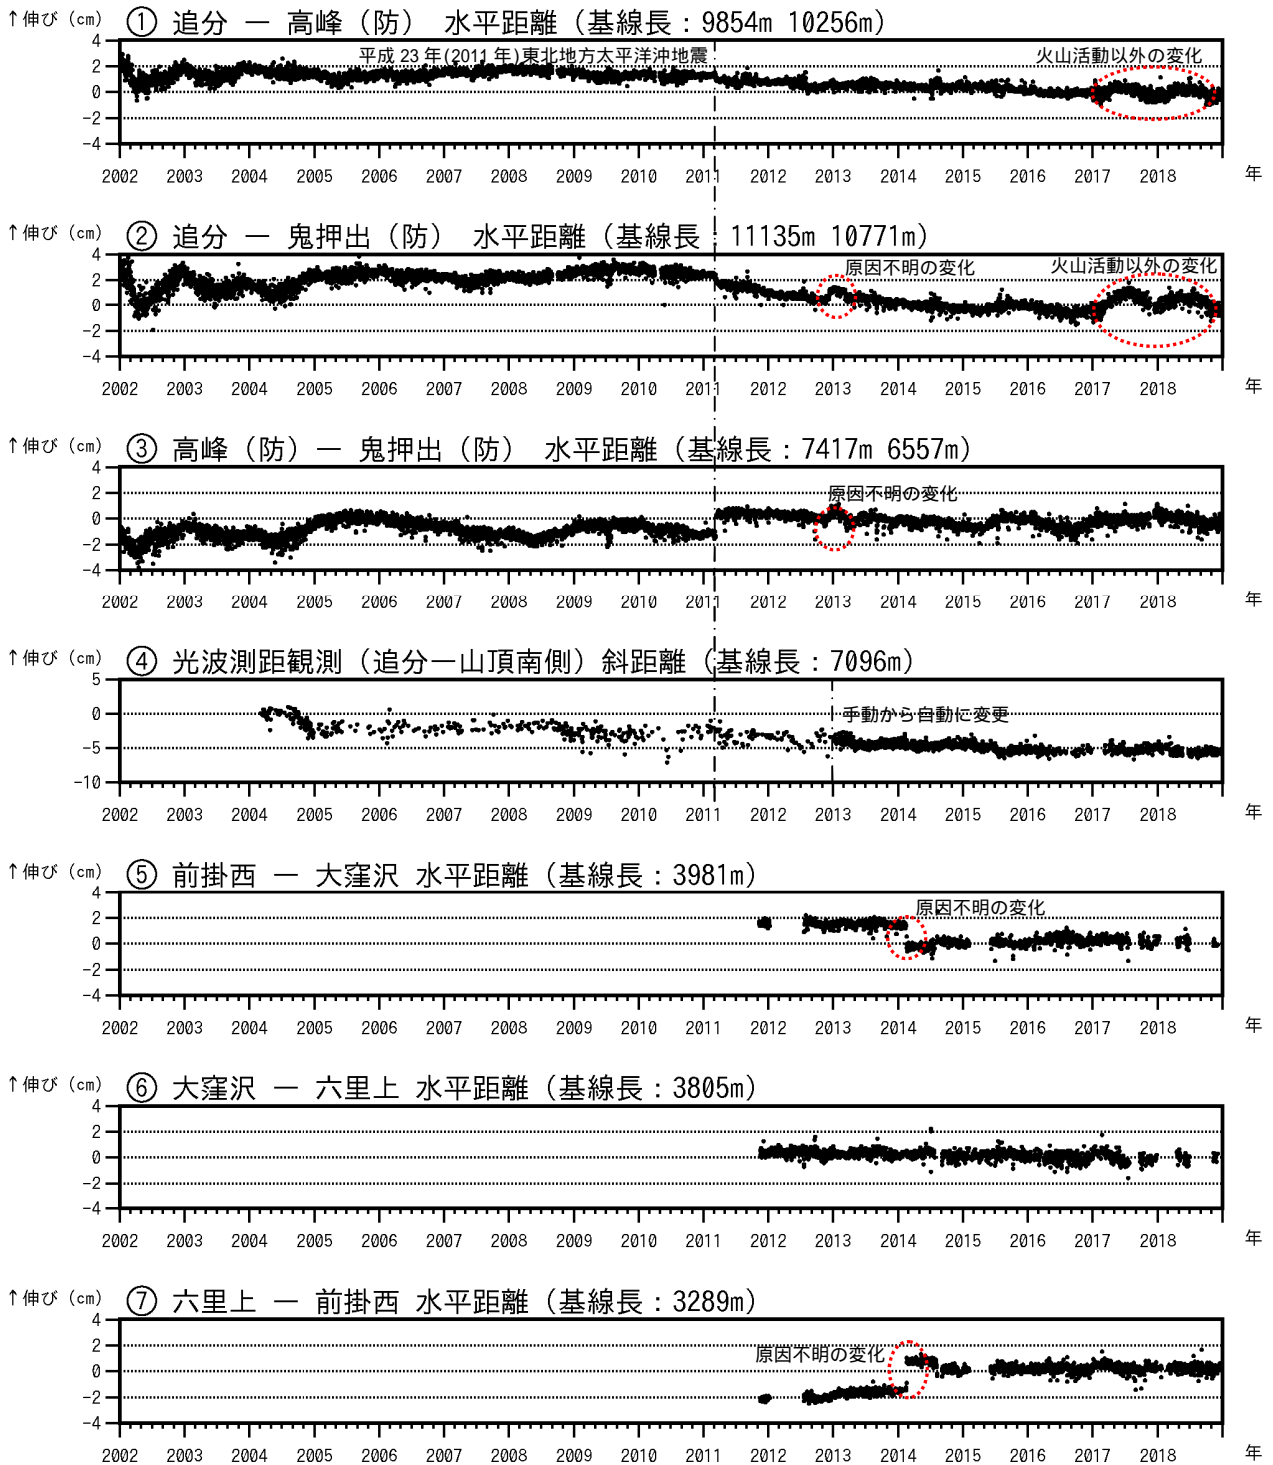 ↑伸び（cm） ① 追分 ― 高峰（防） 水平距離（基線長：9854m 10256m）
平成 23 年(2011 年)東北地方太平洋沖地震 火山活動以外の変化
4
2
0
-2
-4
2002 2003 2004 2005 2006 2007 2008 2009 2010 2011 2012 2013 2014 2015 2016 2017 2018 年
↑伸び（cm） ② 追分 ― 鬼押出（防） 水平距離（基線長：11135m 10771m）
原因不明の変化 火山活動以外の変化
4
2
0
-2
-4
2002 2003 2004 2005 2006 2007 2008 2009 2010 2011 2012 2013 2014 2015 2016 2017 2018 年
↑伸び（cm） ③ 高峰（防）― 鬼押出（防） 水平距離（基線長：7417m 6557m）
原因不明の変化
4
2
0
-2
-4
2002 2003 2004 2005 2006 2007 2008 2009 2010 2011 2012 2013 2014 2015 2016 2017 2018 年
↑伸び（cm） ④ 光波測距観測（追分―山頂南側）斜距離（基線長：7096m）
手動から自動に変更
5
0
-5
-10
2002 2003 2004 2005 2006 2007 2008 2009 2010 2011 2012 2013 2014 2015 2016 2017 2018 年
↑伸び（cm） ⑤ 前掛西 ― 大窪沢 水平距離（基線長：3981m）
原因不明の変化
4
2
0
-2
-4
2002 2003 2004 2005 2006 2007 2008 2009 2010 2011 2012 2013 2014 2015 2016 2017 2018 年
↑伸び（cm） ⑥ 大窪沢 ― 六里上 水平距離（基線長：3805m）
4
2
0
-2
-4
2002 2003 2004 2005 2006 2007 2008 2009 2010 2011 2012 2013 2014 2015 2016 2017 2018 年
↑伸び（cm） ⑦ 六里上 ― 前掛西 水平距離（基線長：3289m）
原因不明の変化
4
2
0
-2
-4
2002 2003 2004 2005 2006 2007 2008 2009 2010 2011 2012 2013 2014 2015 2016 2017 2018 年